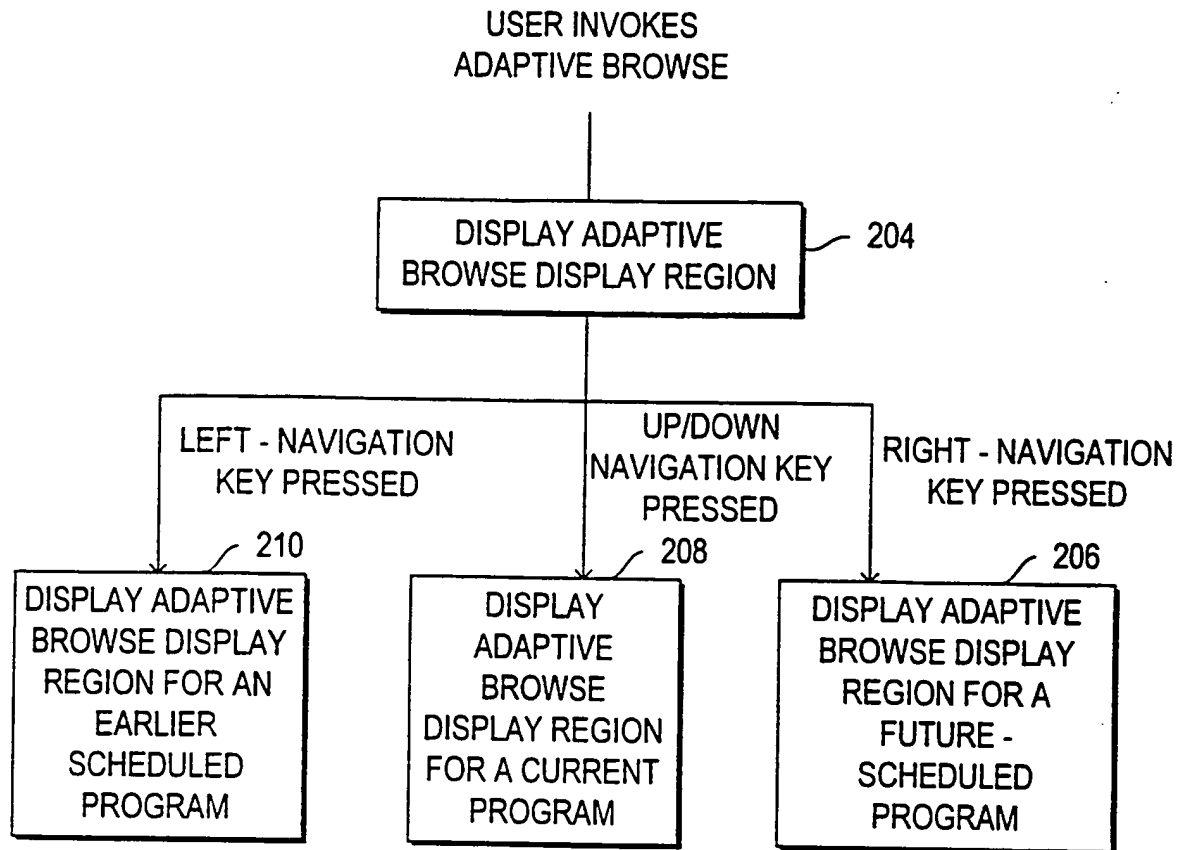 USER INVOKES
ADAPTIVE BROWSE
DISPLAY ADAPTIVE
BROWSE DISPLAY REGION
204
LEFT - NAVIGATION
KEY PRESSED
UP/DOWN
NAVIGATION KEY
PRESSED
RIGHT - NAVIGATION
KEY PRESSED
210
DISPLAY ADAPTIVE
BROWSE DISPLAY
REGION FOR AN
EARLIER
SCHEDULED
PROGRAM
208
DISPLAY
ADAPTIVE
BROWSE
DISPLAY REGION
FOR A CURRENT
PROGRAM
206
DISPLAY ADAPTIVE
BROWSE DISPLAY
REGION FOR A
FUTURE -
SCHEDULED
PROGRAM